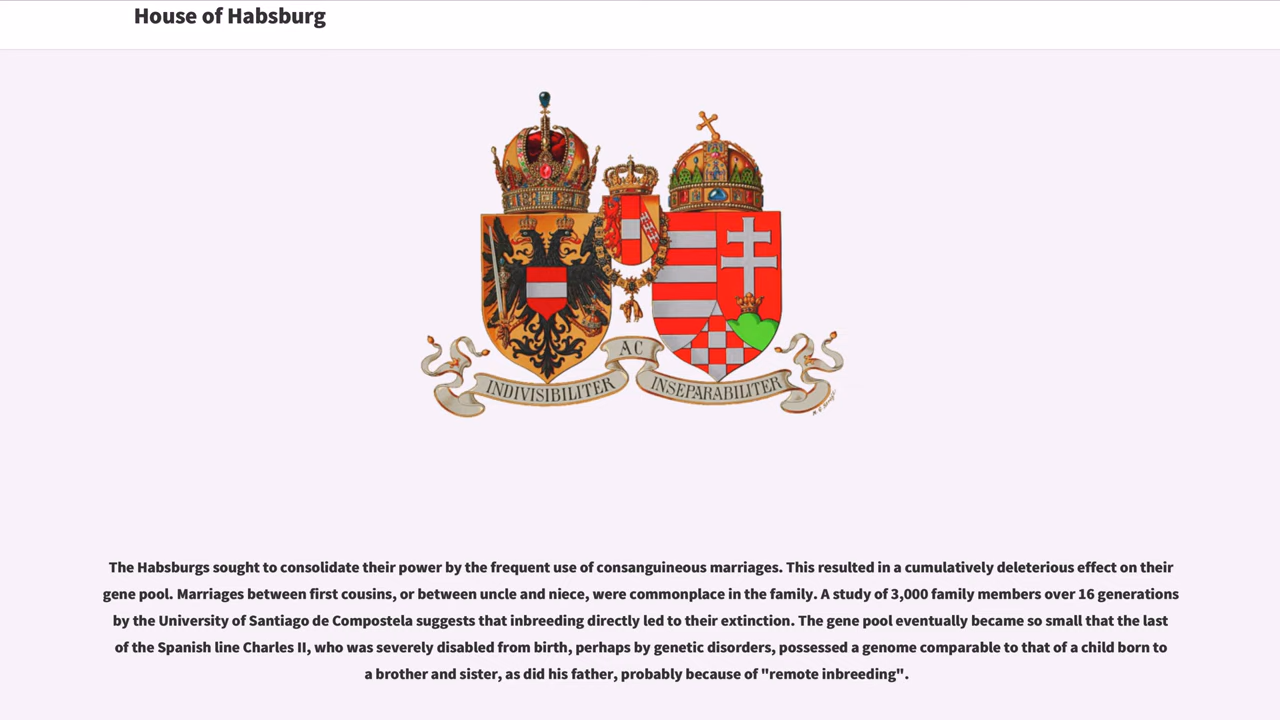 House of Habsburg
AC
INDIVISIBILITER INSEPARABILITER
The Habsburgs sought to consolidate their power by the frequent use of consanguineous marriages. This resulted in a cumulatively deleterious effect on their
gene pool. Marriages between first cousins, or between uncle and niece, were commonplace in the family. A study of 3,000 family members over 16 generations
by the University of Santiago de Compostela suggests that inbreeding directly led to their extinction. The gene pool eventually became so small that the last
of the Spanish line Charles II, who was severely disabled from birth, perhaps by genetic disorders, possessed a genome comparable to that of a child born to
a brother and sister, as did his father, probably because of "remote inbreeding".